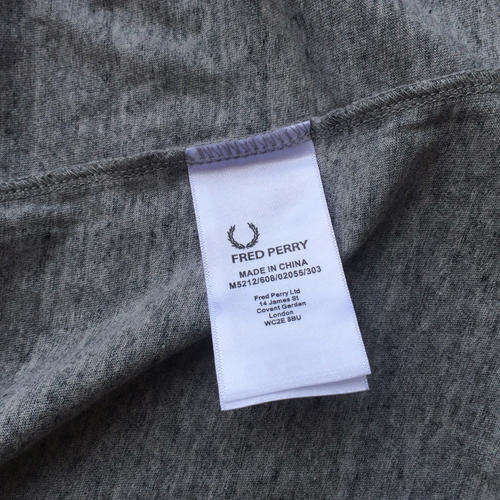 FRED PERRY
MADE IN CHINA
M5212/608/02055/303
Fred Perry Ltd
14 James St
Covent Garden
London
WC2E 8BU